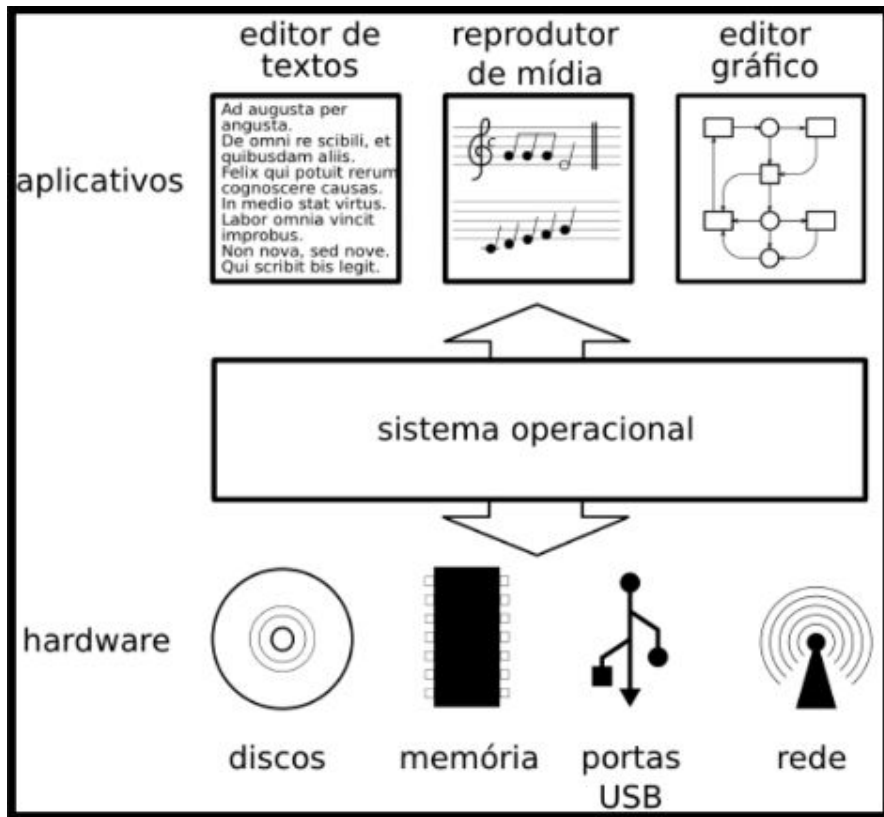 editor de
textos
reprodutor
de mídia
editor
gráfico
aplicativos
Ad augusta per
angusta.
De omni re scibili, et
quibusdam aliis.
Felix qui potuit rerum
cognoscere causas.
In medio stat virtus.
Labor omnia vincit
improbus.
Non nova, sed nove.
Qui scribit bis legit.
sistema operacional
hardware
discos
memória
portas
USB
rede